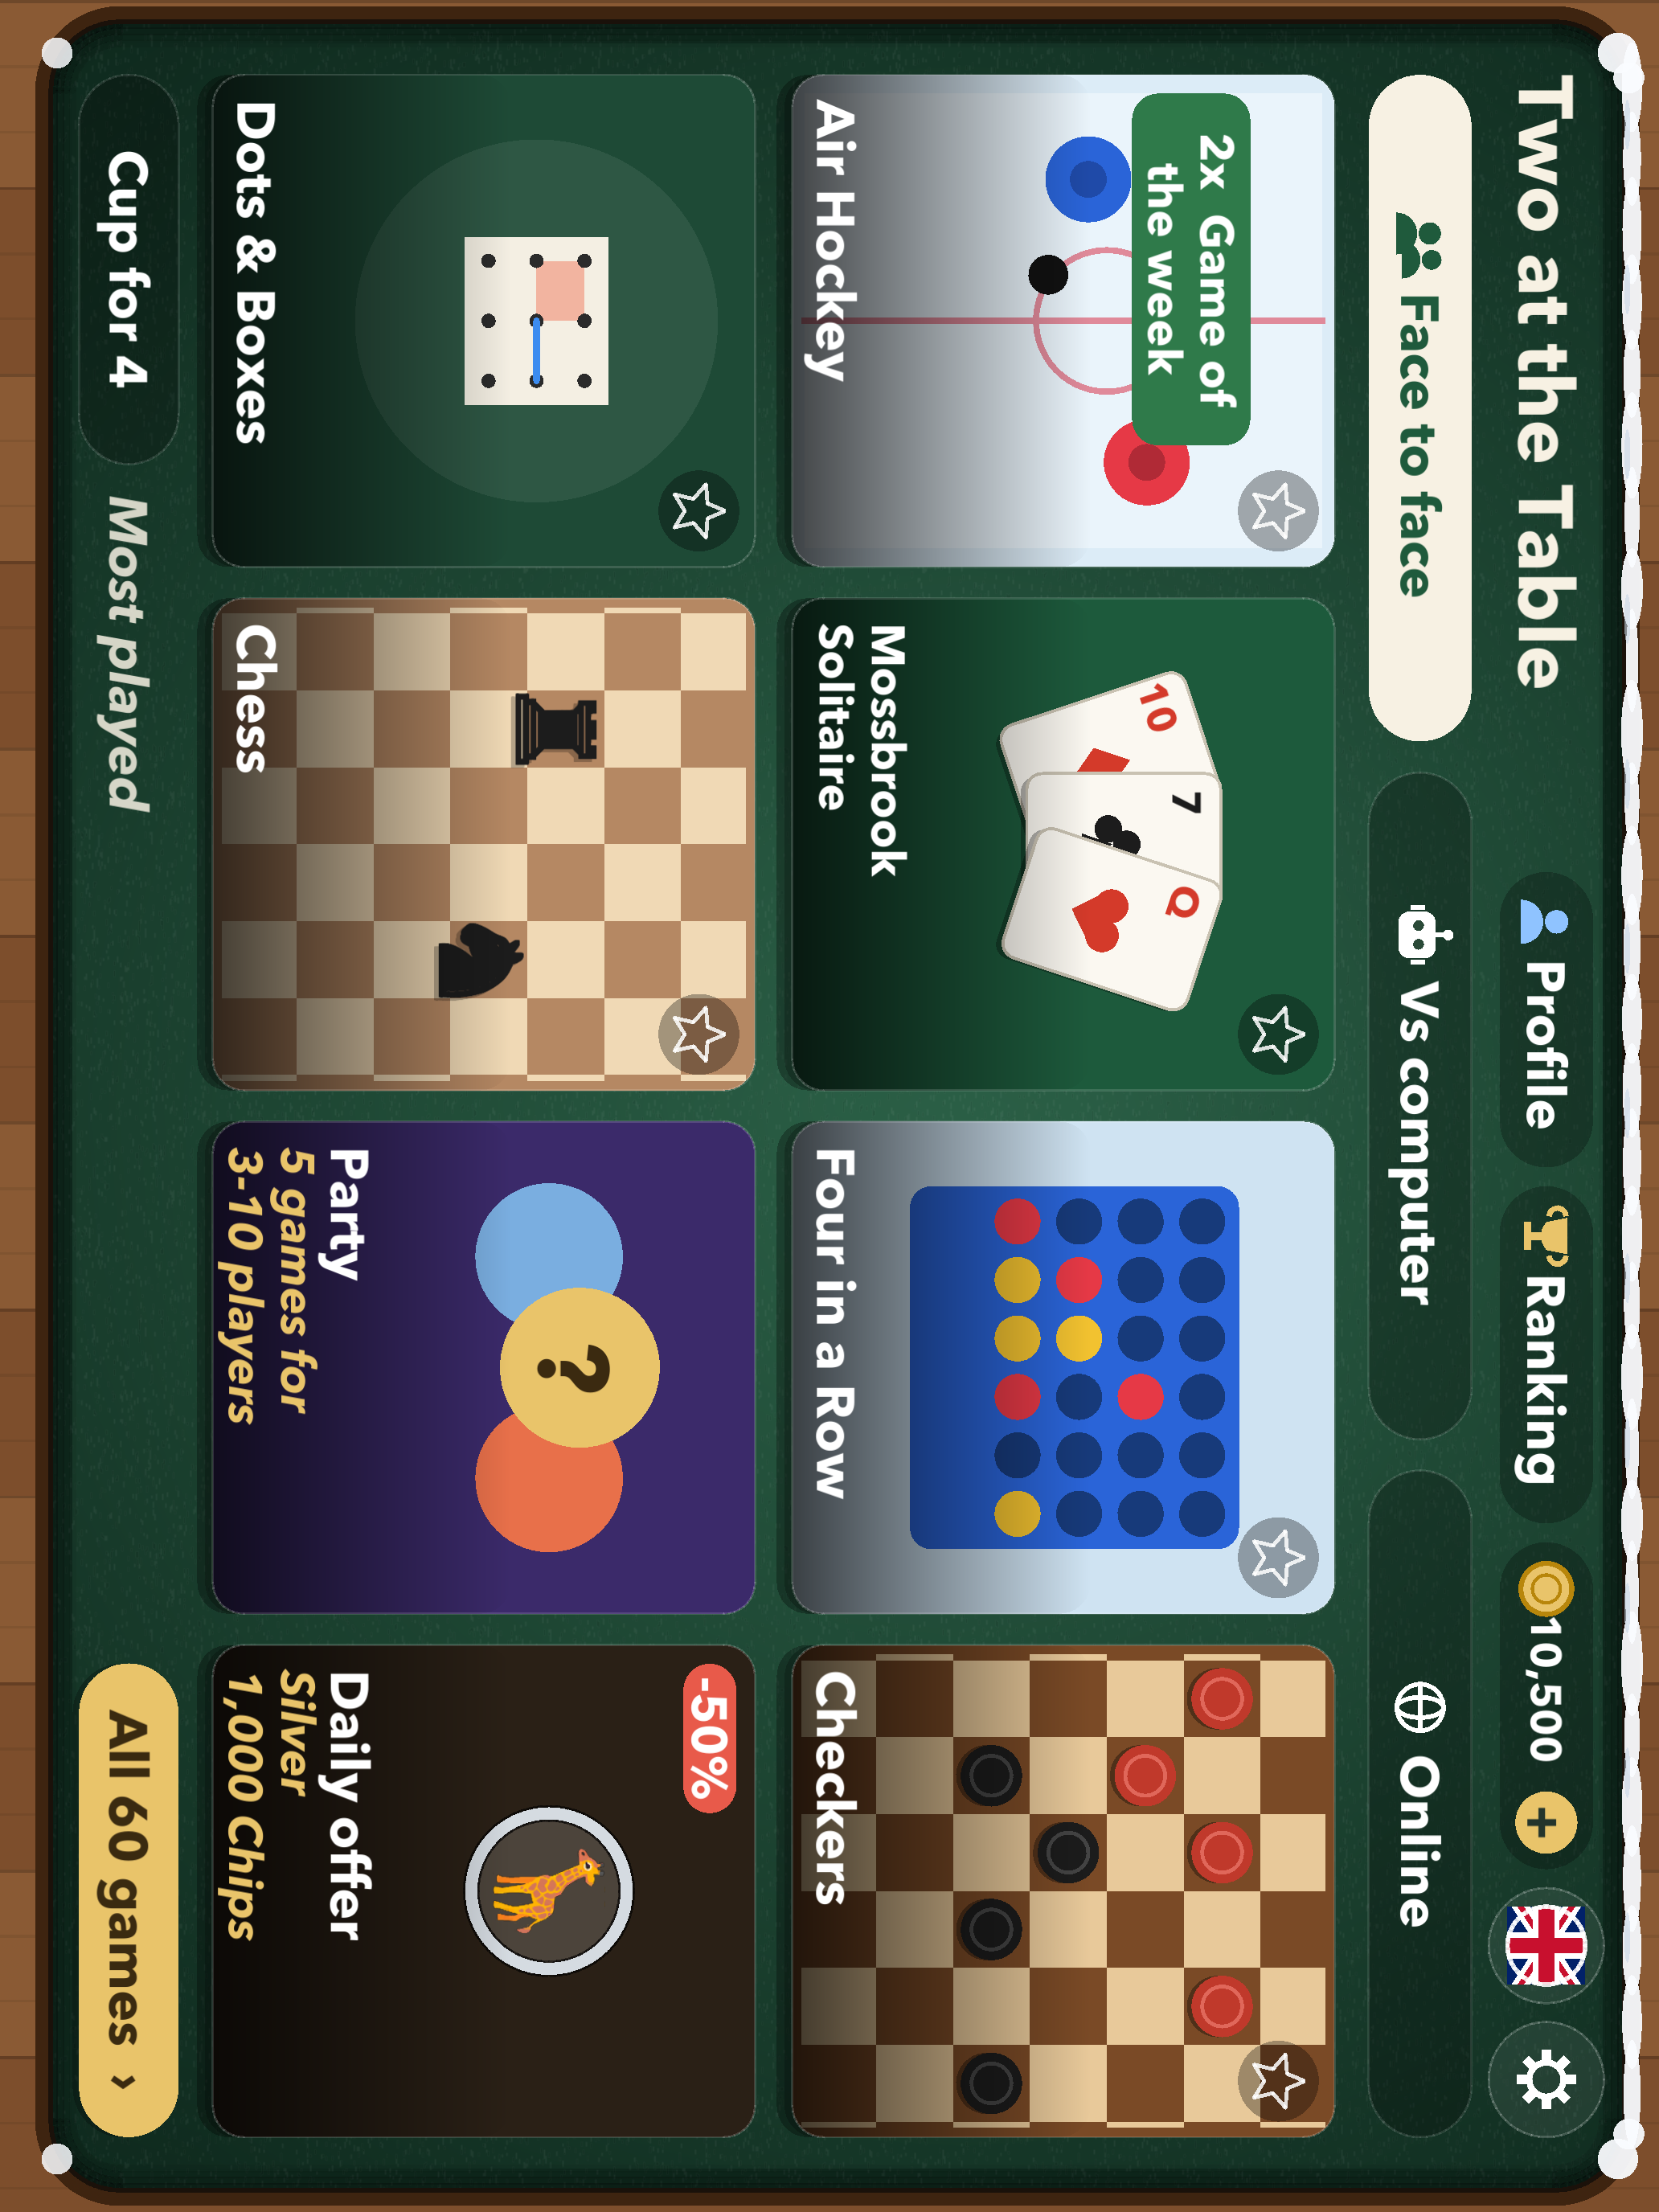 Two at the Table
Profile
Ranking
10,500 +
Face to face
Vs computer
Online
2x Game of
the week
Air Hockey
10
7
Q
Mossbrook
Solitaire
Four in a Row
Checkers
Dots & Boxes
Chess
?
Party
5 games for
3-10 players
-50%
Daily offer
Silver
1,000 Chips
Cup for 4
Most played
All 60 games ›